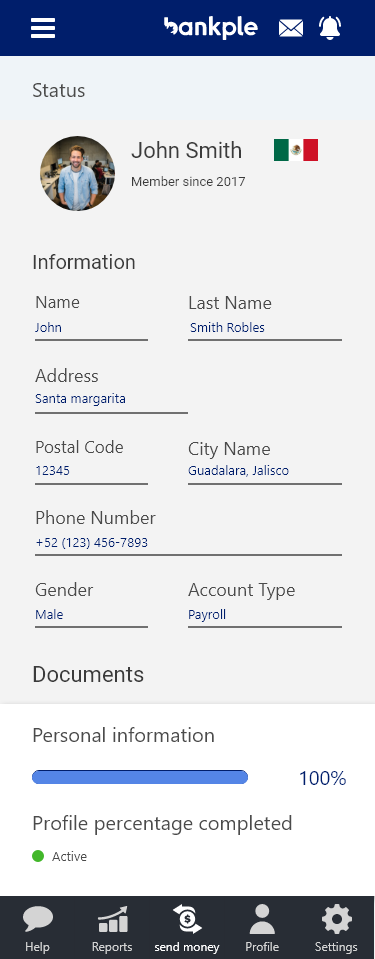 bankple
Status
John Smith
Member since 2017
Information
Name Last Name
John Smith Robles
Address
Santa margarita
Postal Code City Name
12345 Guadalara, Jalisco
Phone Number
+52 (123) 456-7893
Gender Account Type
Male Payroll
Documents
Personal information
100%
Profile percentage completed
Active
Help Reports send money Profile Settings